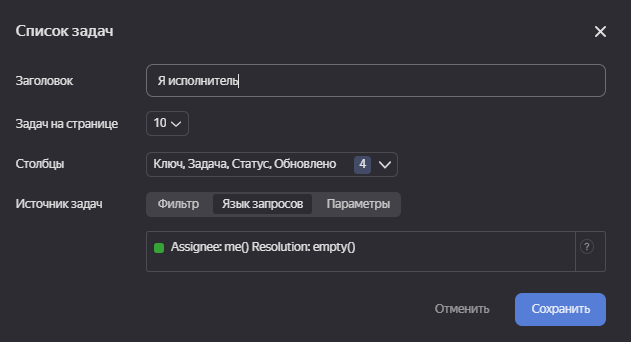 Список задач
Заголовок
Я исполнитель
Задач на странице
10
Столбцы
Ключ, Задача, Статус, Обновлено 4
Источник задач
Фильтр Язык запросов Параметры
Assignee: me() Resolution: empty() ?
Отменить Сохранить